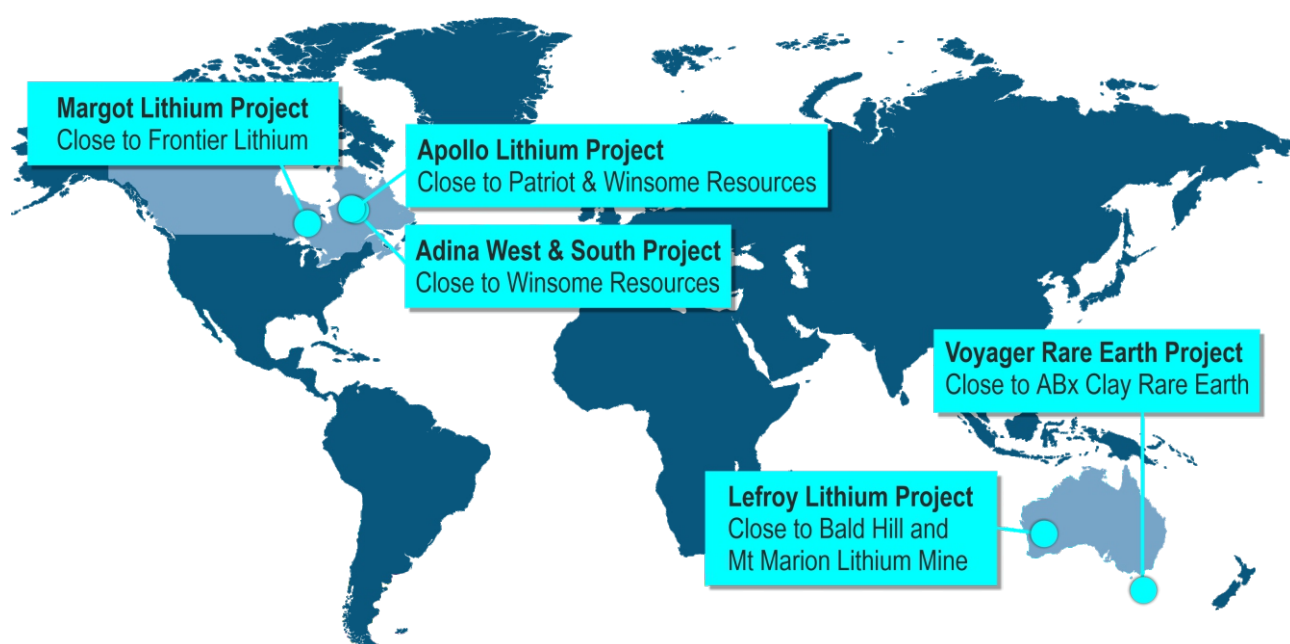 Margot Lithium Project
Close to Frontier Lithium
Apollo Lithium Project
Close to Patriot & Winsome Resources
Adina West & South Project
Close to Winsome Resources
Voyager Rare Earth Project
Close to ABx Clay Rare Earth
Lefroy Lithium Project
Close to Bald Hill and
Mt Marion Lithium Mine